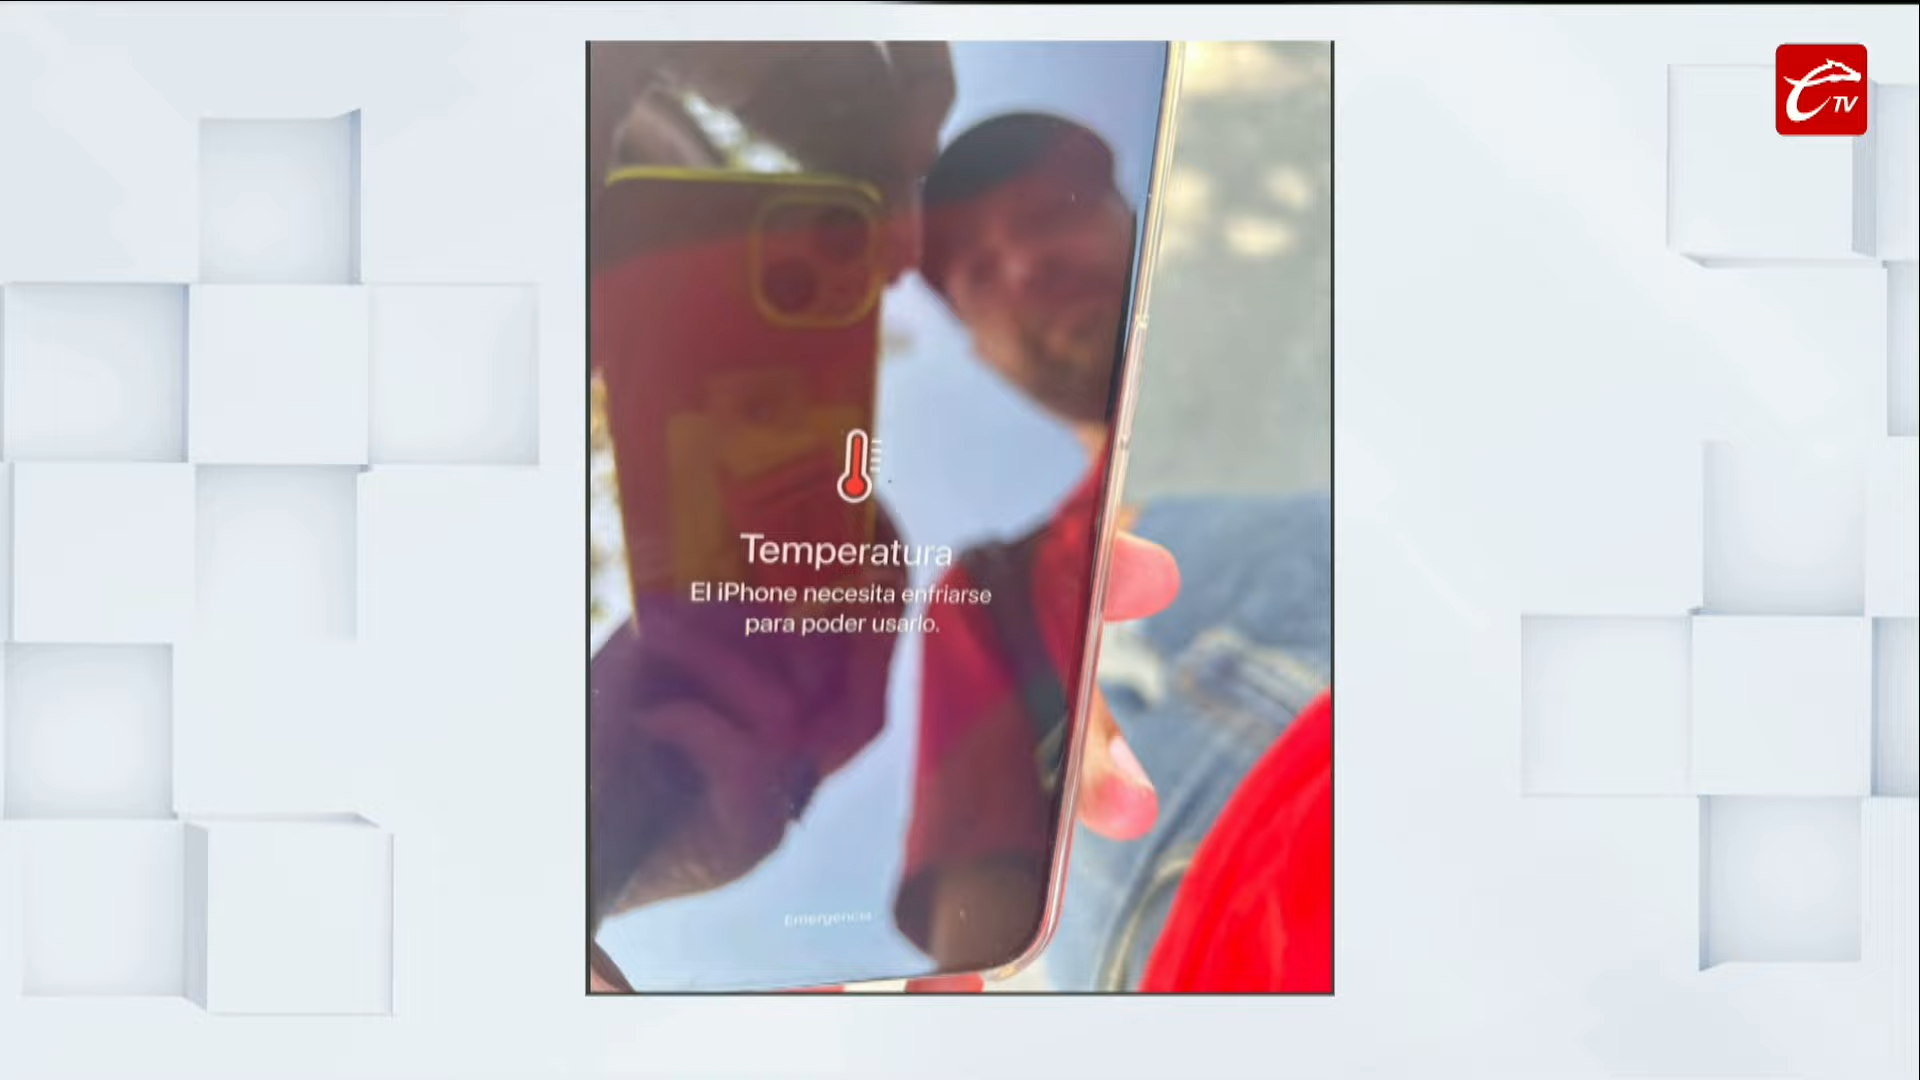 TV
Temperatura
El iPhone necesita enfriarse
para poder usarlo.
Emergencia